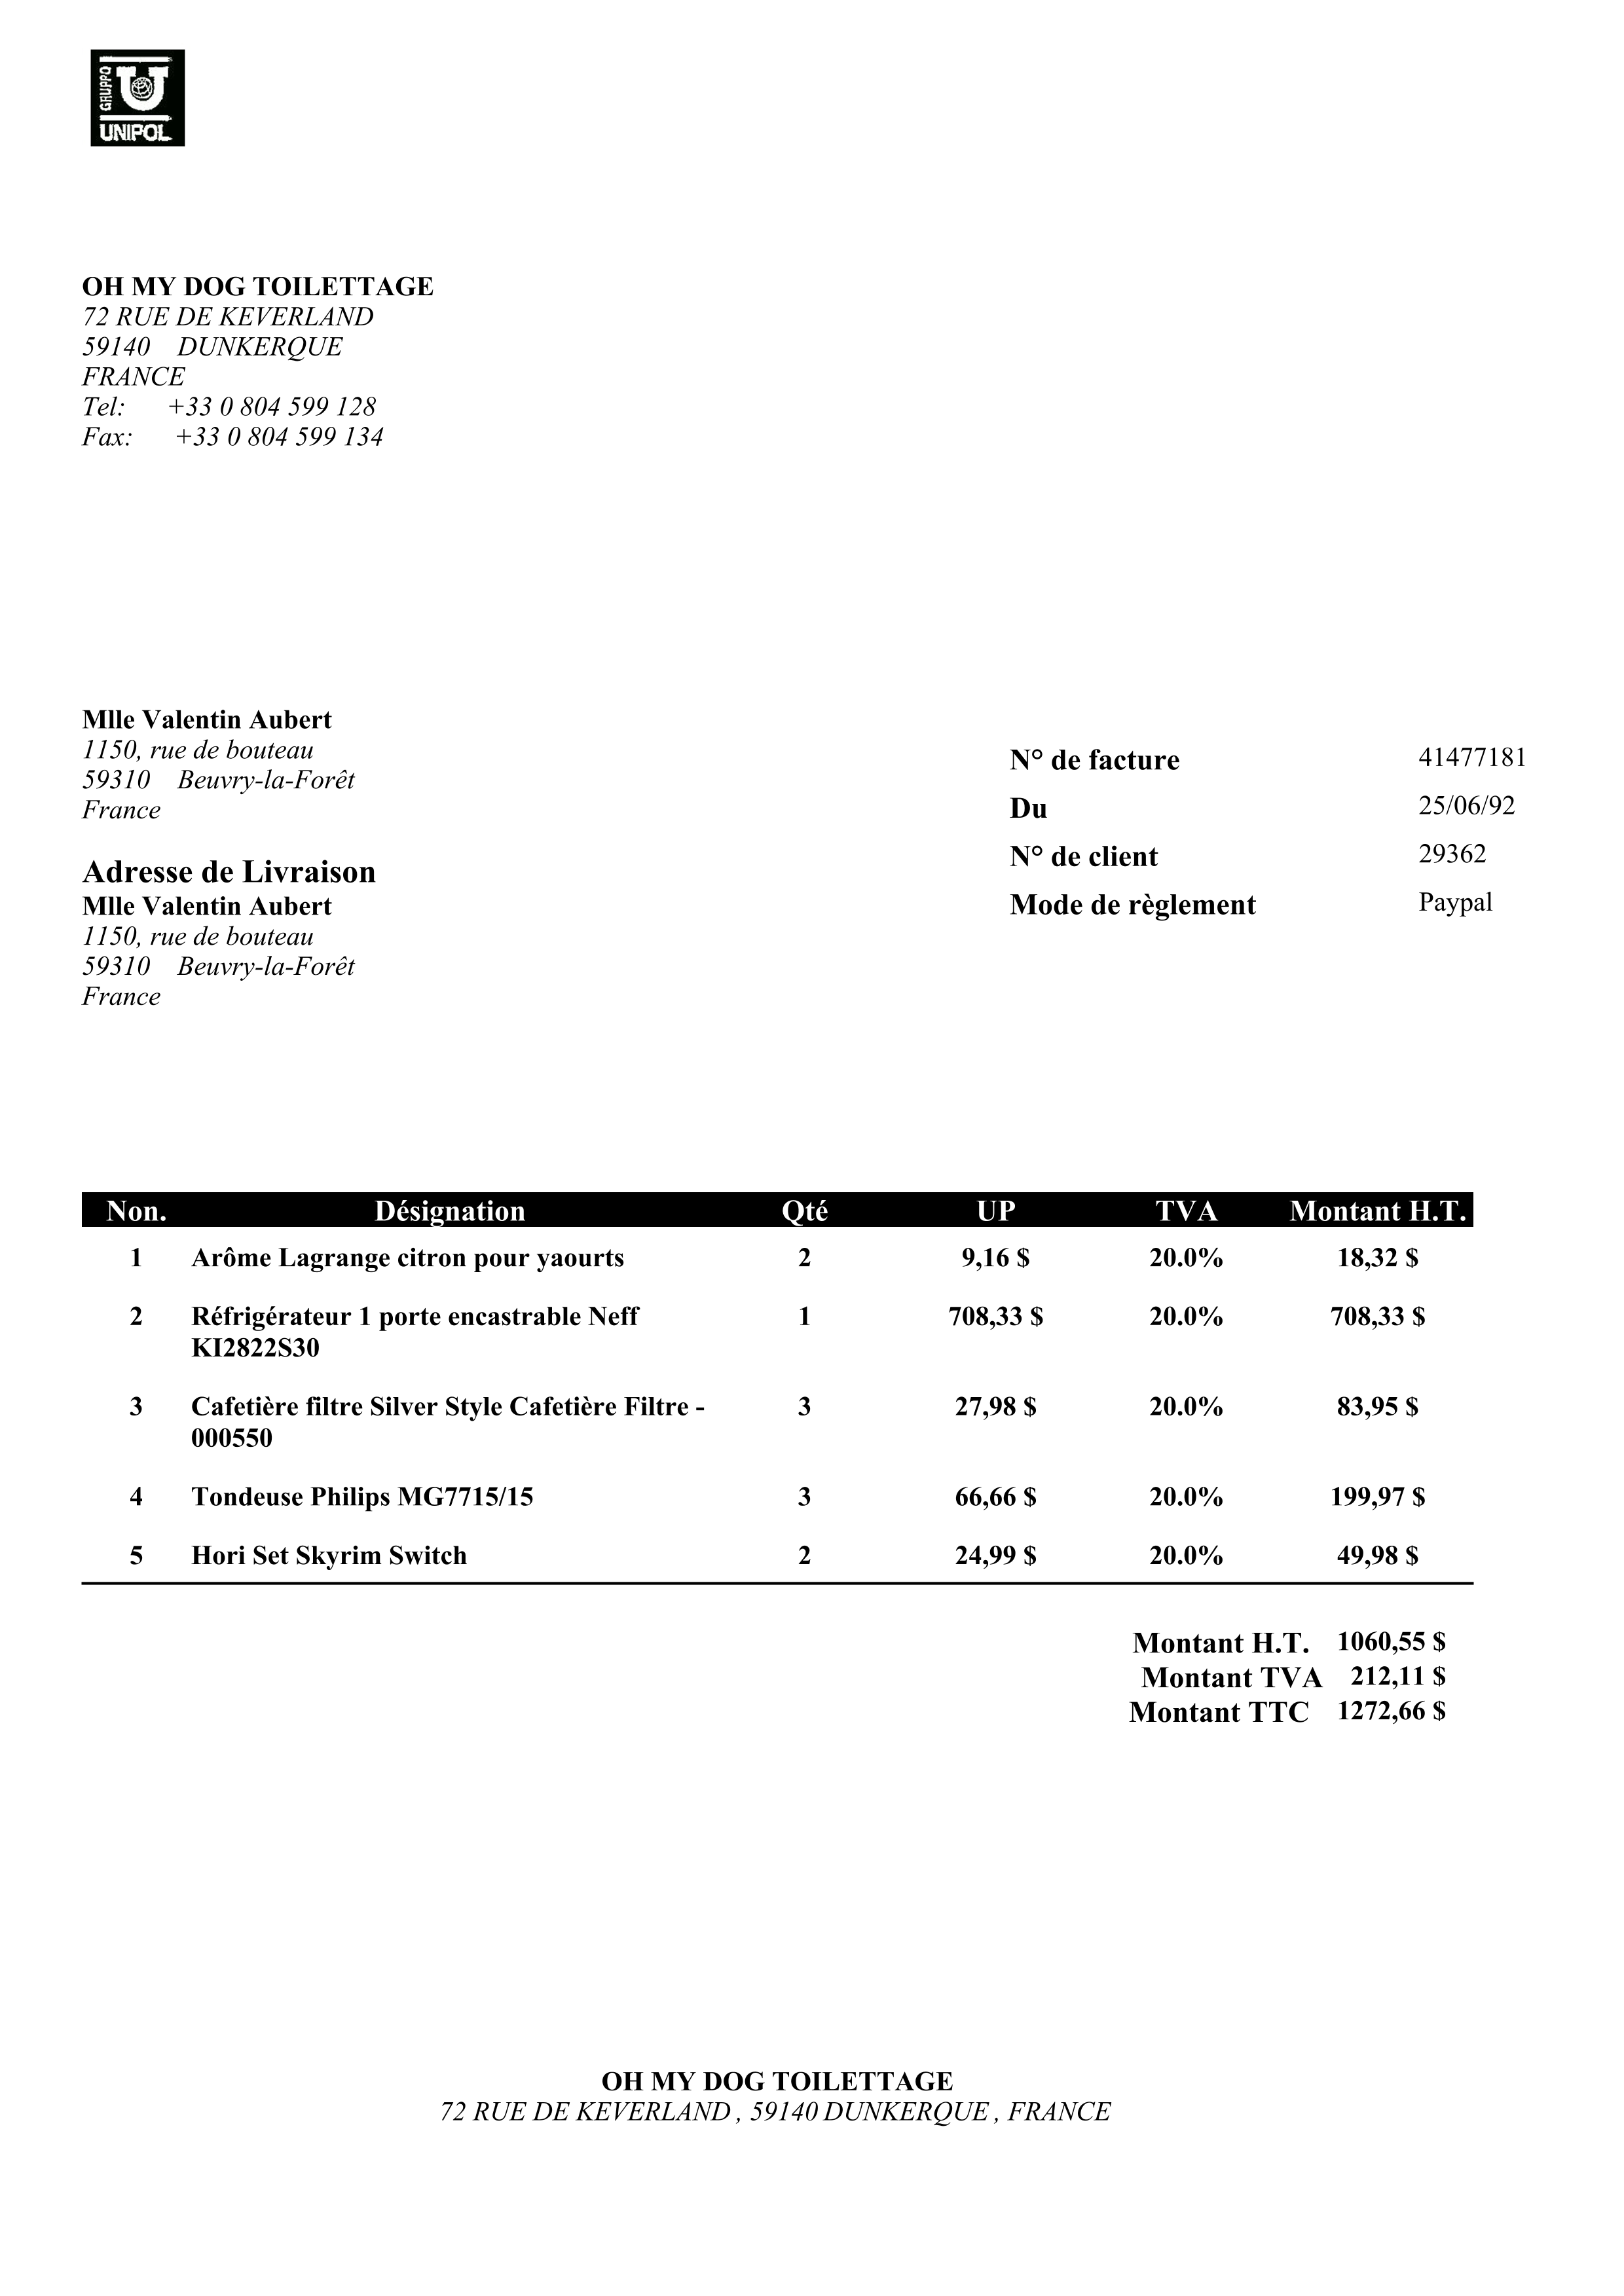 GRUPPO
UNIPOL
OH MY DOG TOILETTAGE
72 RUE DE KEVERLAND
59140 DUNKERQUE
FRANCE
Tel: +33 0 804 599 128
Fax: +33 0 804 599 134
Mlle Valentin Aubert
1150, rue de bouteau
59310 Beuvry-la-Forêt
France
N° de facture 41477181
Du 25/06/92
N° de client 29362
Mode de règlement Paypal
Adresse de Livraison
Mlle Valentin Aubert
1150, rue de bouteau
59310 Beuvry-la-Forêt
France
Non. Désignation Qté UP TVA Montant H.T.
1 Arôme Lagrange citron pour yaourts 2 9,16 $ 20.0% 18,32 $
2 Réfrigérateur 1 porte encastrable Neff 1 708,33 $ 20.0% 708,33 $
KI2822S30
3 Cafetière filtre Silver Style Cafetière Filtre - 3 27,98 $ 20.0% 83,95 $
000550
4 Tondeuse Philips MG7715/15 3 66,66 $ 20.0% 199,97 $
5 Hori Set Skyrim Switch 2 24,99 $ 20.0% 49,98 $
Montant H.T. 1060,55 $
Montant TVA 212,11 $
Montant TTC 1272,66 $
OH MY DOG TOILETTAGE
72 RUE DE KEVERLAND , 59140 DUNKERQUE , FRANCE